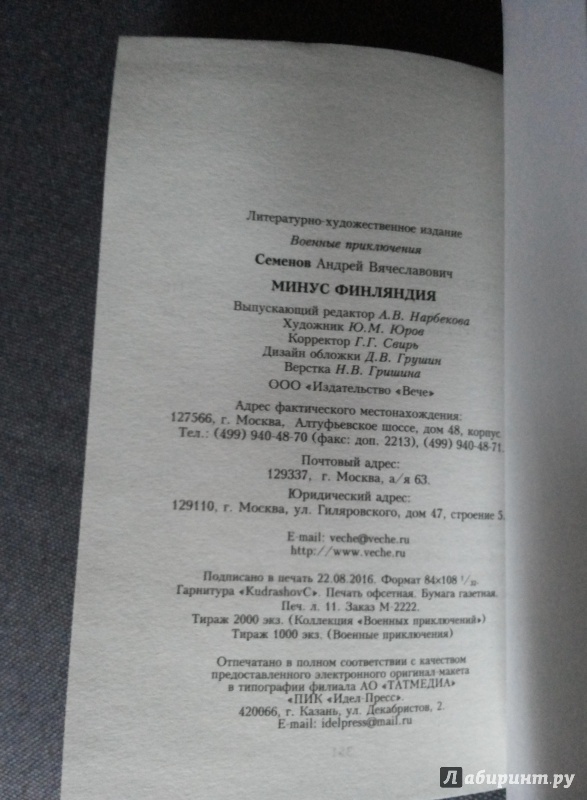 Литературно-художественное издание
Военные приключения
Семенов Андрей Вячеславович
МИНУС ФИНЛЯНДИЯ
Выпускающий редактор А.В. Нарбекова
Художник Ю.М. Юров
Корректор Г.Г. Свирь
Дизайн обложки Д.В. Грушин
Верстка Н.В. Гришина
ООО «Издательство «Вече»
Адрес фактического местонахождения:
127566, г. Москва, Алтуфьевское шоссе, дом 48, корпус
Тел.: (499) 940-48-70 (факс: доп. 2213), (499) 940-48-71.
Почтовый адрес:
129337, г. Москва, а/я 63.
Юридический адрес:
129110, г. Москва, ул. Гиляровского, дом 47, строение 5.
E-mail: veche@veche.ru
http://www.veche.ru
Подписано в печать 22.08.2016. Формат 84×108 1/32.
Гарнитура «KudrashovC». Печать офсетная. Бумага газетная.
Печ. л. 11. Заказ М-2222.
Тираж 2000 экз. (Коллекция «Военных приключений»)
Тираж 1000 экз. (Военные приключения)
Отпечатано в полном соответствии с качеством
предоставленного электронного оригинал-макета
в типографии филиала АО «ТАТМЕДИА»
«ПИК «Идел-Пресс».
420066, г. Казань, ул. Декабристов, 2.
E-mail: idelpress@mail.ru
Лабиринт.ру